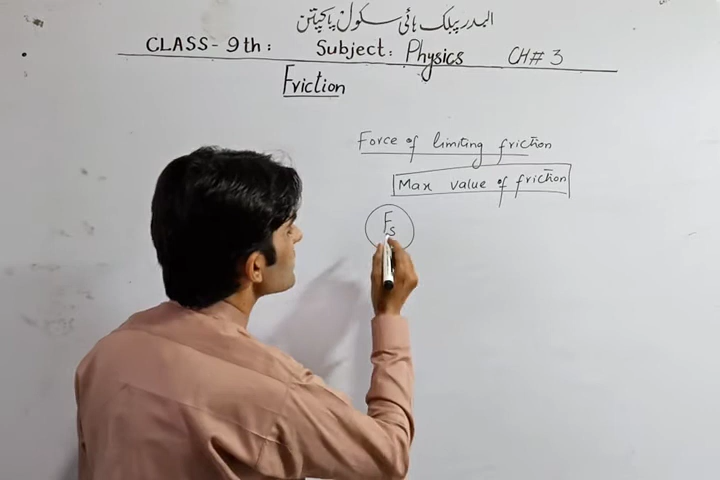 البدر پبلک ہائی سکول پاکپتن
CLASS- 9th: Subject: Physics CH# 3
Friction
Force of limiting friction
Max value of friction
Fs